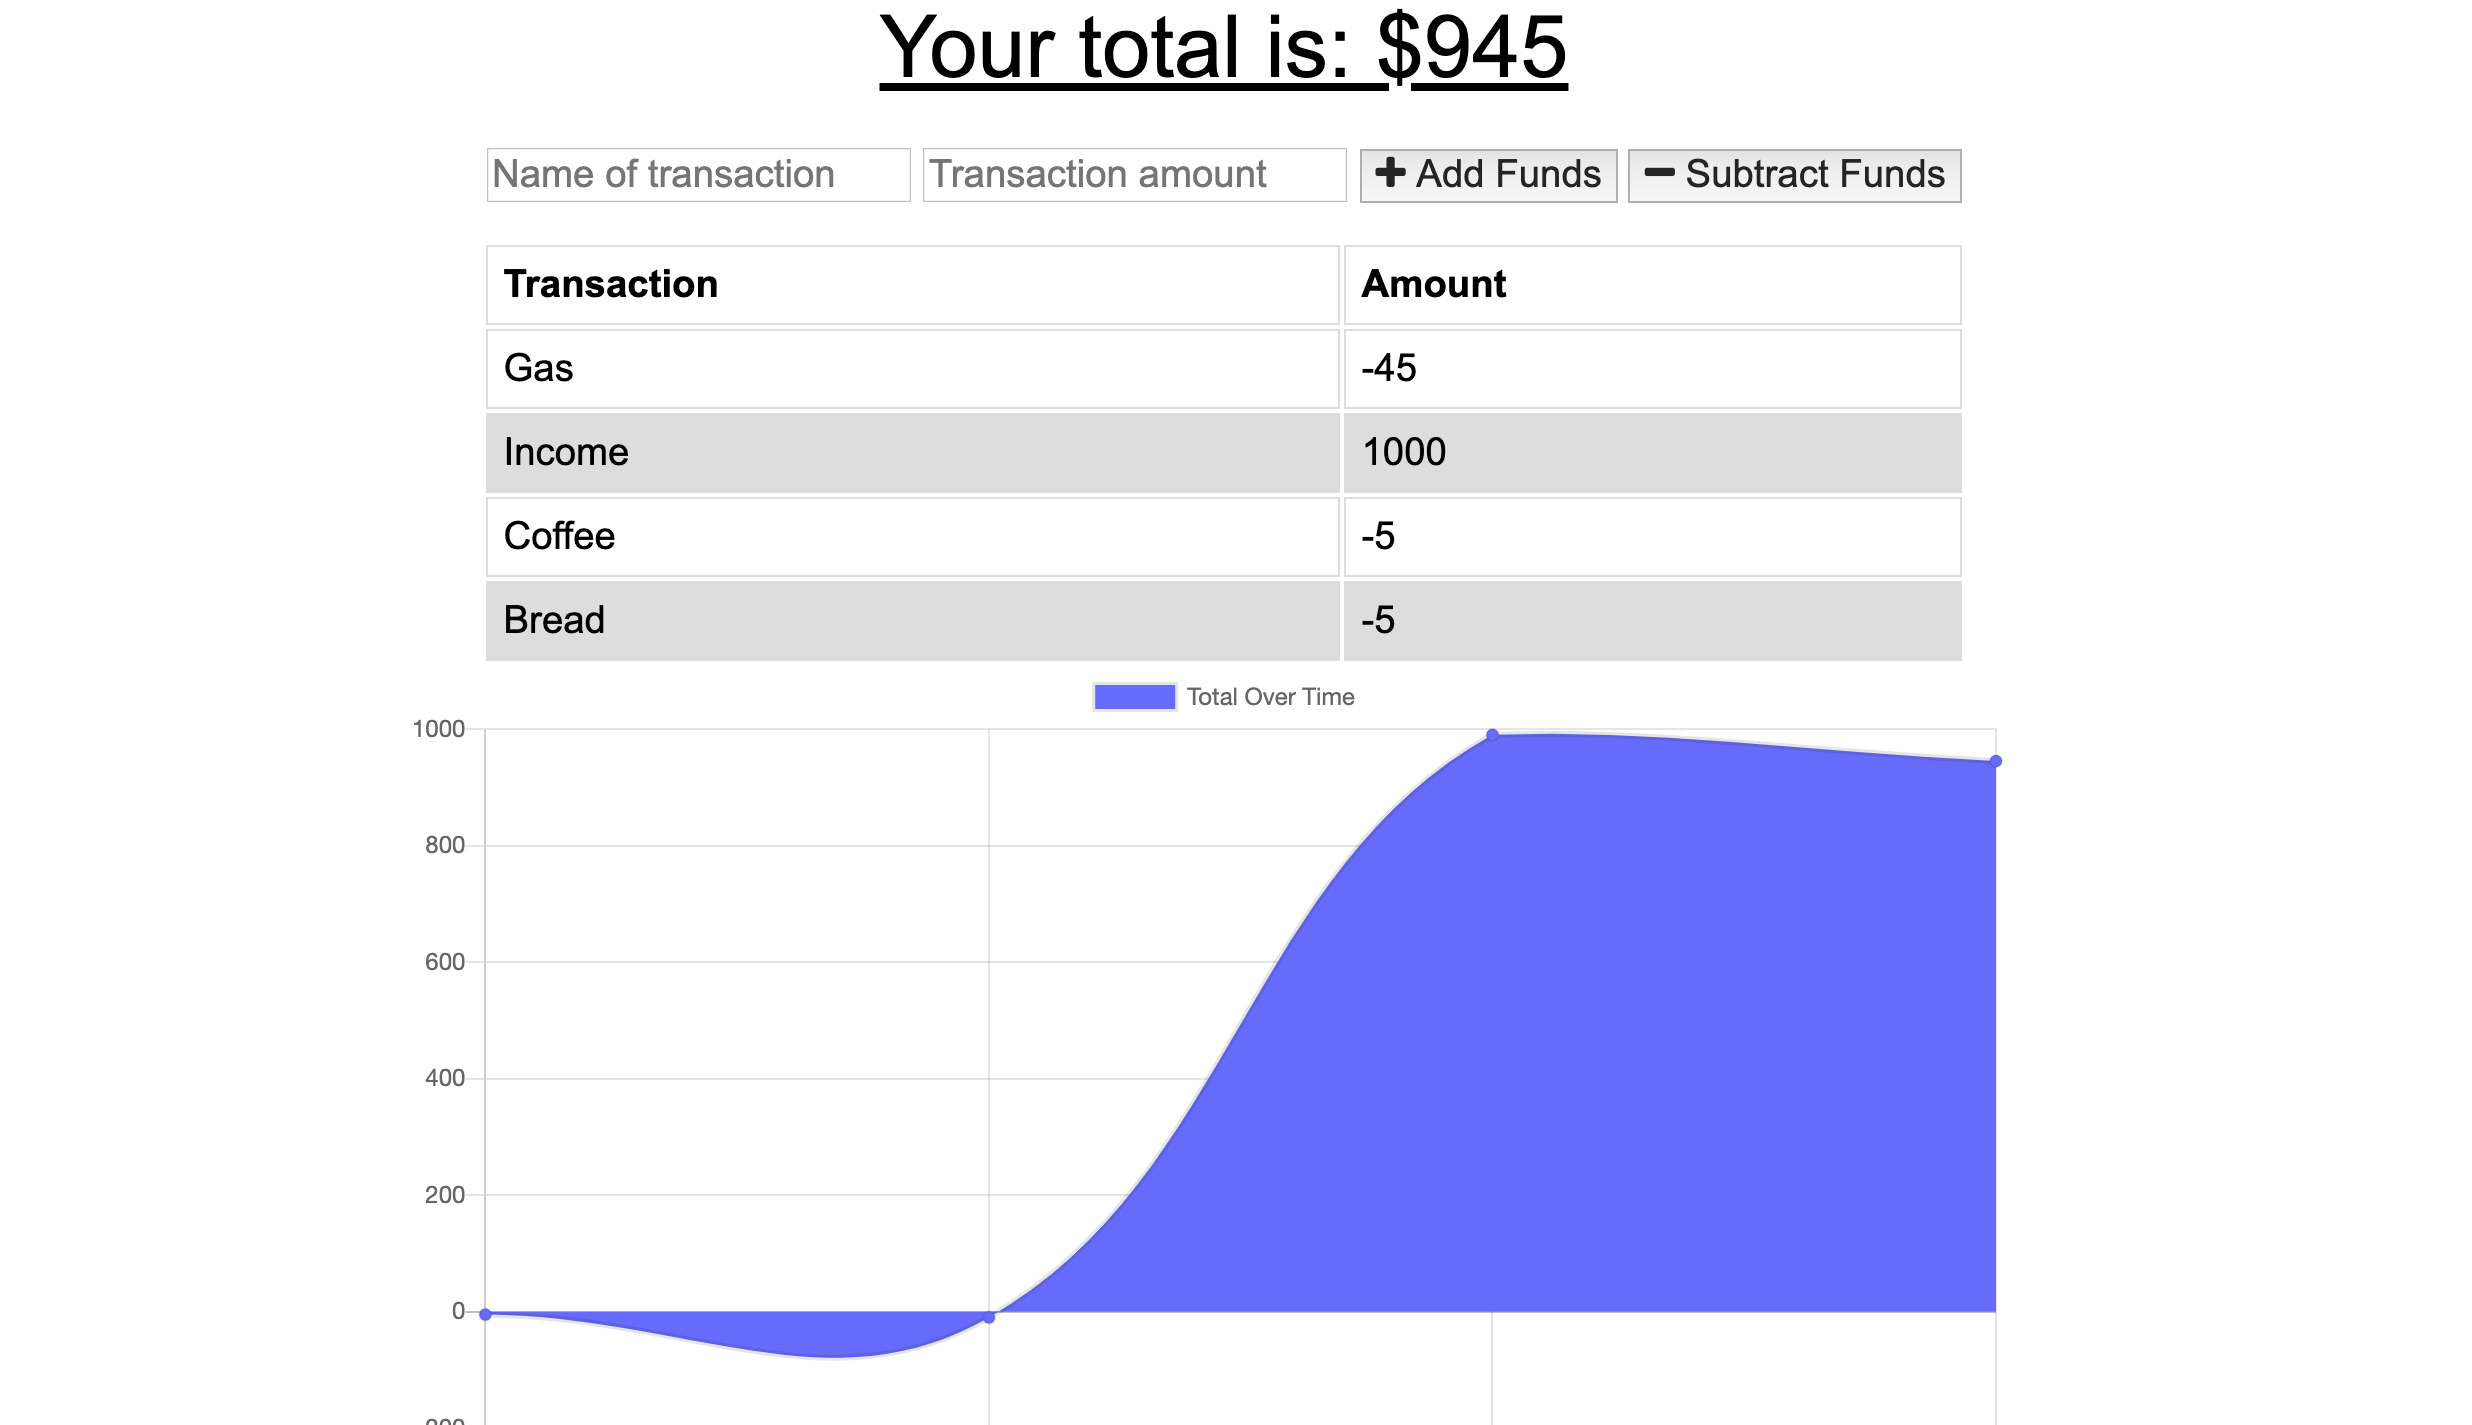 Your total is: $945
Name of transaction Transaction amount Add Funds Subtract Funds
Transaction Amount
Gas -45
Income 1000
Coffee -5
Bread -5
Total Over Time
1000
800
600
400
200
0